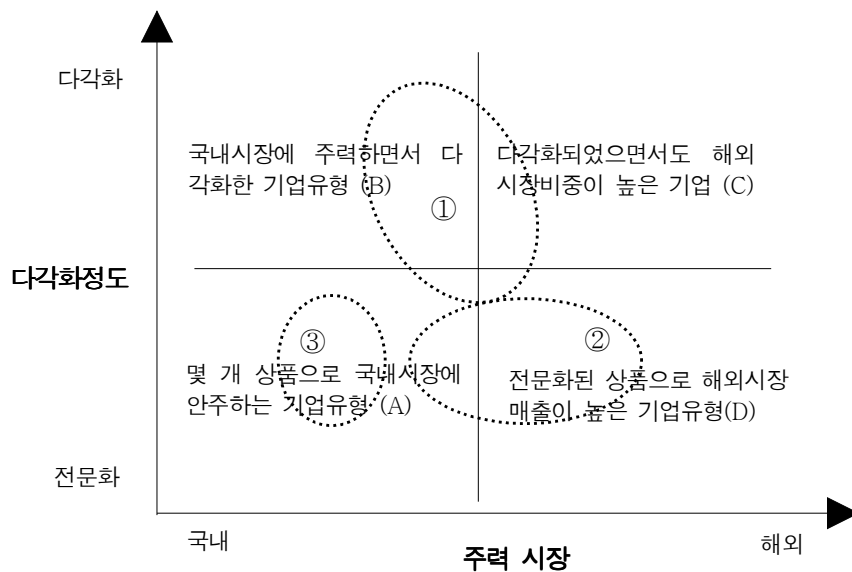 다각화
국내시장에 주력하면서 다
각화한 기업유형 (B)
다각화되었으면서도 해외
시장비중이 높은 기업 (C)
①
다각화정도
③
②
몇 개 상품으로 국내시장에
안주하는 기업유형 (A)
전문화된 상품으로 해외시장
매출이 높은 기업유형(D)
전문화
국내
주력 시장
해외